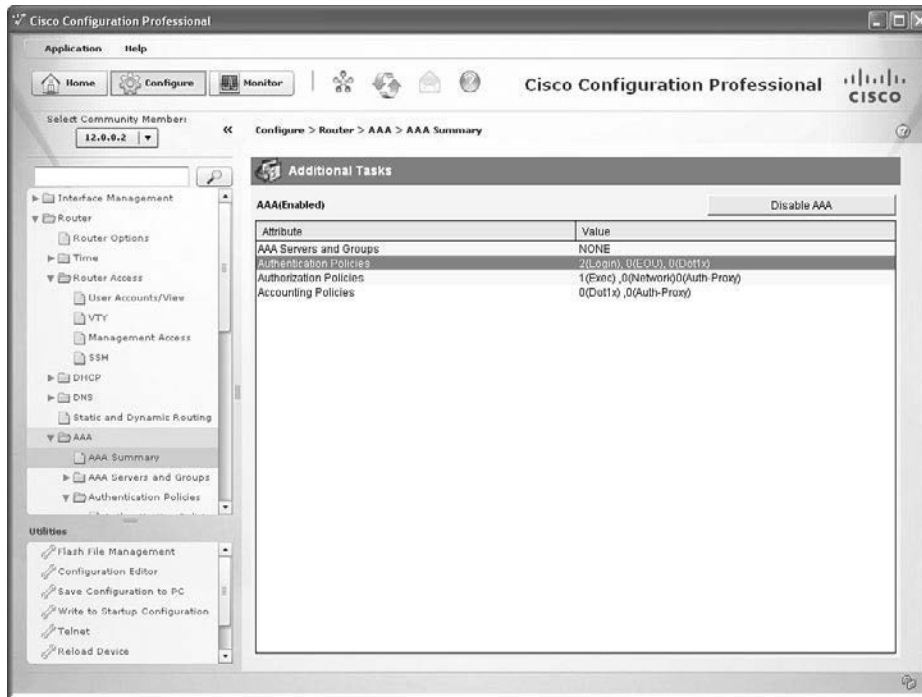 Cisco Configuration Professional
Application Help
Home Configure Monitor Cisco Configuration Professional CISCO
Select Community Member:
12.0.0.2
Configure > Router > AAA > AAA Summary
Additional Tasks
AAA(Enabled) Disable AAA
Attribute Value
AAA Servers and Groups NONE
Authentication Policies 2(Login), 0(EOU), 0(Dot1x)
Authorization Policies 1(Exec) ,0(Network)0(Auth-Proxy)
Accounting Policies 0(Dot1x) ,0(Auth-Proxy)
Interface Management
Router
Router Options
Time
Router Access
User Accounts/View
VTY
Management Access
SSH
DHCP
DNS
Static and Dynamic Routing
AAA
AAA Summary
AAA Servers and Groups
Authentication Policies
Utilities
Flash File Management
Configuration Editor
Save Configuration to PC
Write to Startup Configuration
Telnet
Reload Device